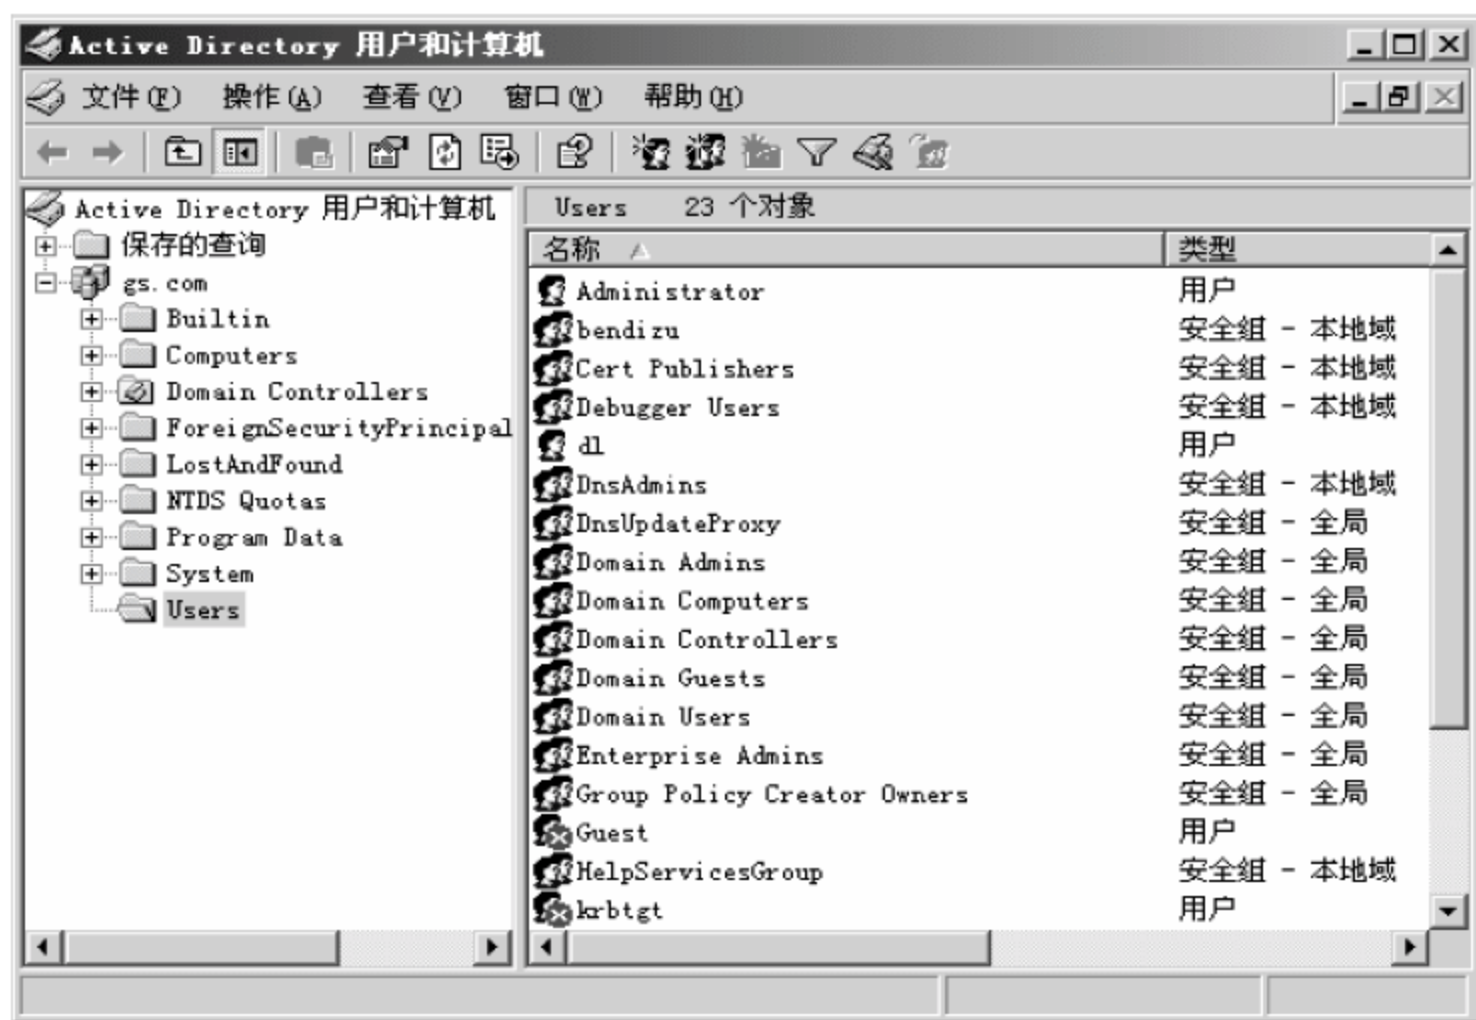 Active Directory 用户和计算机
文件(F) 操作(A) 查看(V) 窗口(W) 帮助(H)
Active Directory 用户和计算机
保存的查询
gs.com
Builtin
Computers
Domain Controllers
ForeignSecurityPrincipal
LostAndFound
NTDS Quotas
Program Data
System
Users
Users 23 个对象
名称 类型
Administrator 用户
bendizu 安全组 - 本地域
Cert Publishers 安全组 - 本地域
Debugger Users 安全组 - 本地域
dl 用户
DnsAdmins 安全组 - 本地域
DnsUpdateProxy 安全组 - 全局
Domain Admins 安全组 - 全局
Domain Computers 安全组 - 全局
Domain Controllers 安全组 - 全局
Domain Guests 安全组 - 全局
Domain Users 安全组 - 全局
Enterprise Admins 安全组 - 全局
Group Policy Creator Owners 安全组 - 全局
Guest 用户
HelpServicesGroup 安全组 - 本地域
krbtgt 用户